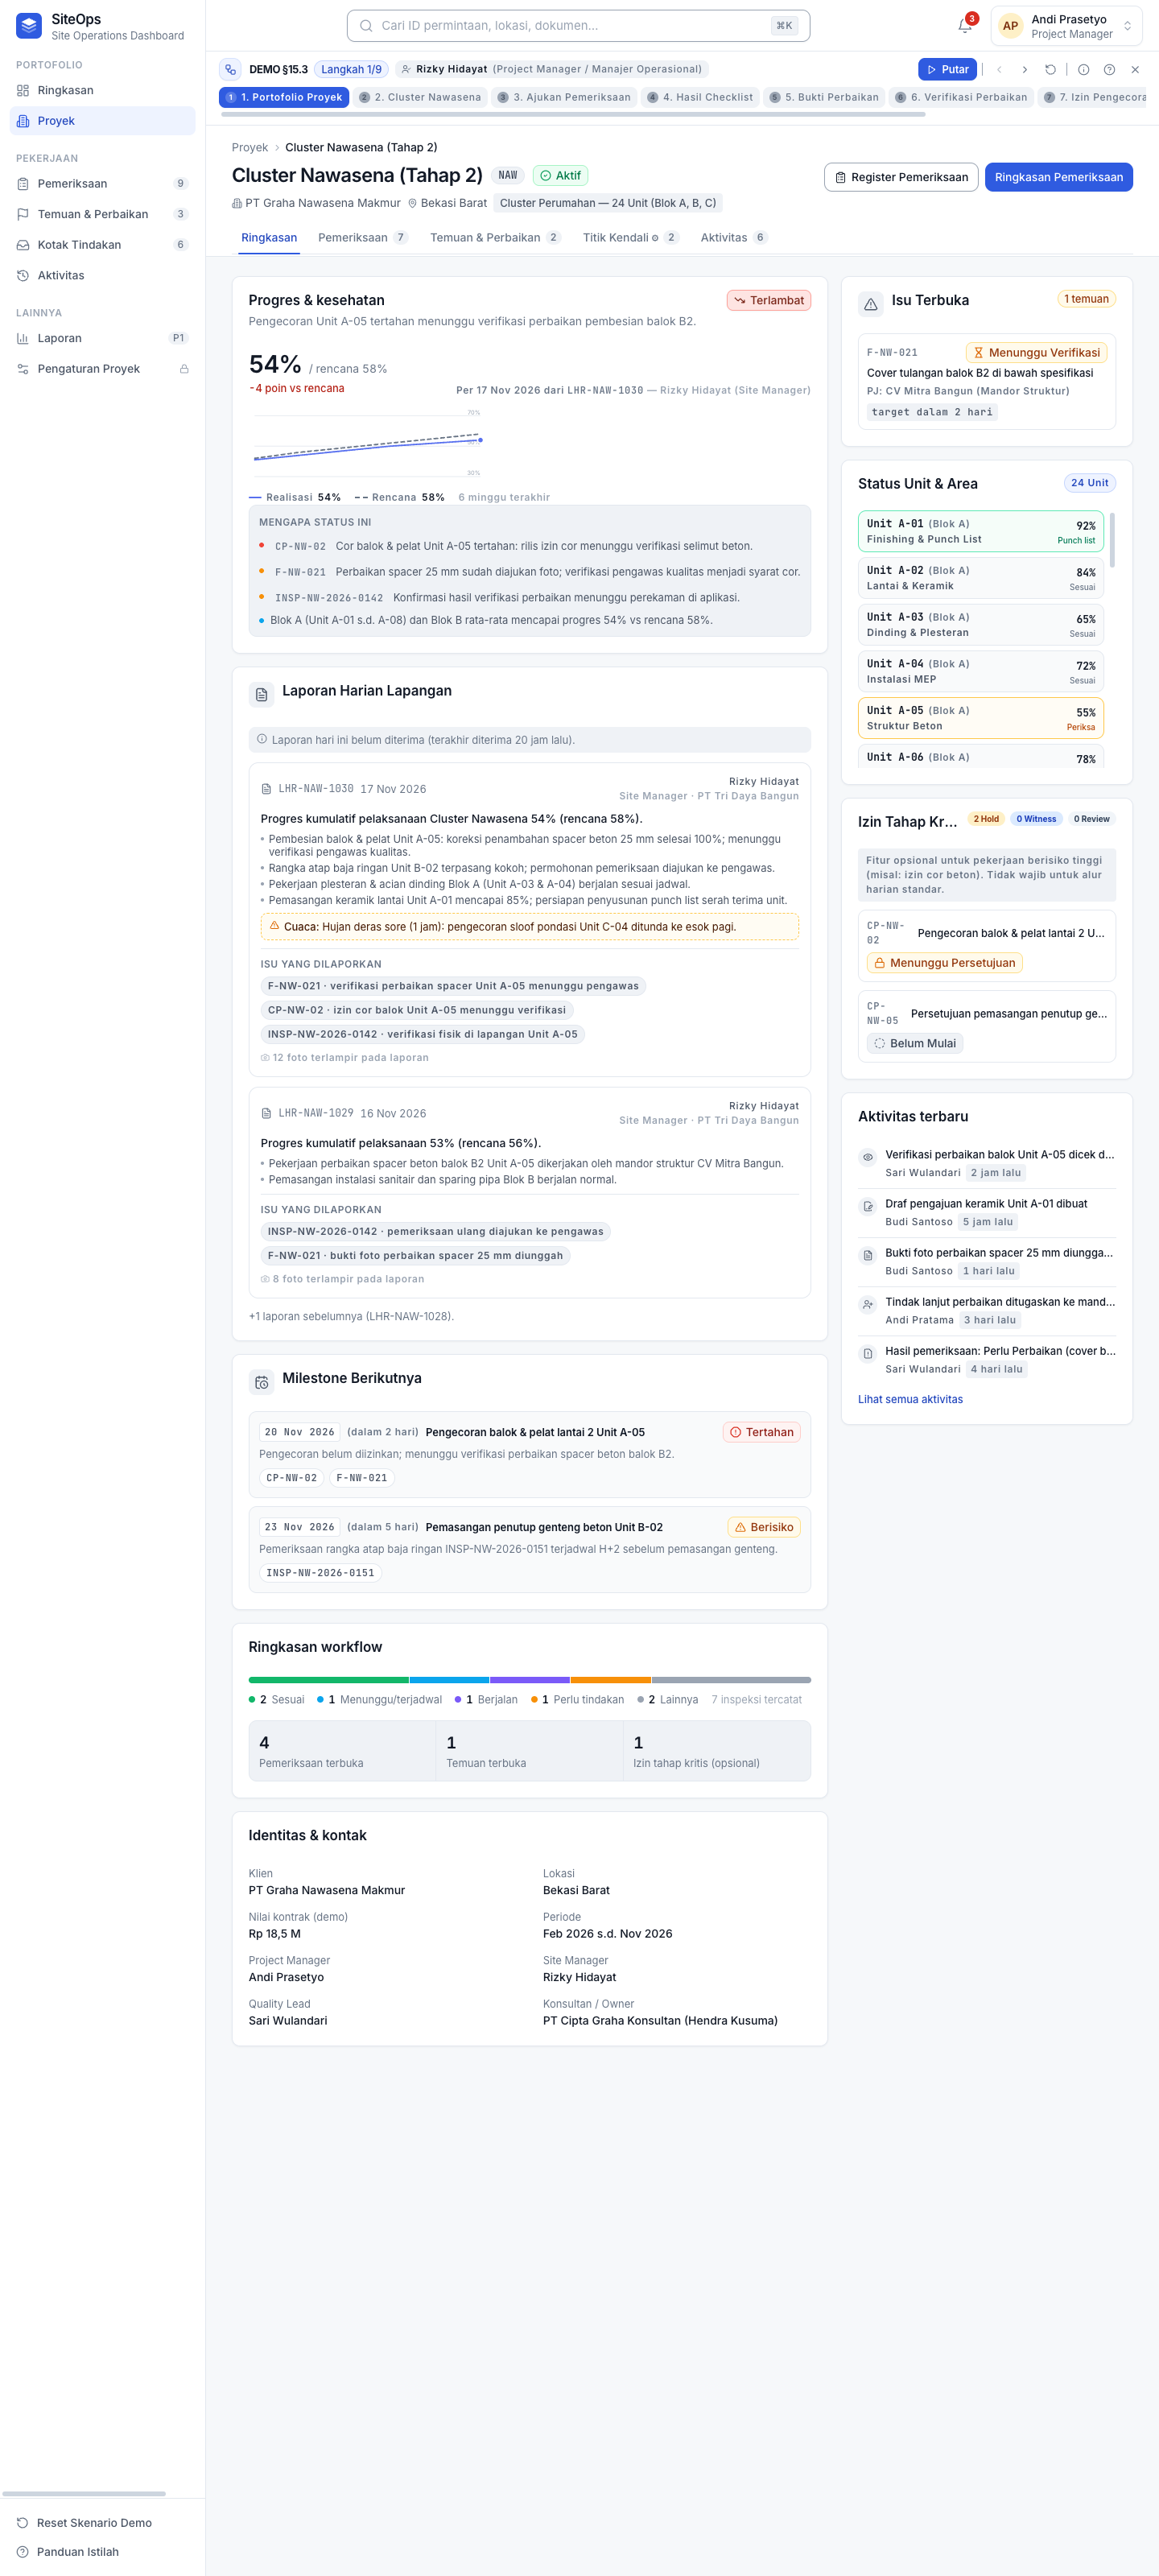 SiteOps
Site Operations Dashboard
PORTOFOLIO
Ringkasan
Proyek
PEKERJAAN
Pemeriksaan 9
Temuan & Perbaikan 3
Kotak Tindakan 6
Aktivitas
LAINNYA
Laporan P1
Pengaturan Proyek
Reset Skenario Demo
Panduan Istilah
Cari ID permintaan, lokasi, dokumen... ⌘K
3
AP
Andi Prasetyo
Project Manager
DEMO §15.3 Langkah 1/9 Rizky Hidayat (Project Manager / Manajer Operasional) Putar
1 1. Portofolio Proyek 2 2. Cluster Nawasena 3 3. Ajukan Pemeriksaan 4 4. Hasil Checklist 5 5. Bukti Perbaikan 6 6. Verifikasi Perbaikan 7 7. Izin Pengecora
Proyek › Cluster Nawasena (Tahap 2)
Cluster Nawasena (Tahap 2) NAW Aktif
Register Pemeriksaan Ringkasan Pemeriksaan
PT Graha Nawasena Makmur Bekasi Barat Cluster Perumahan — 24 Unit (Blok A, B, C)
Ringkasan Pemeriksaan 7 Temuan & Perbaikan 2 Titik Kendali 2 Aktivitas 6
Progres & kesehatan Terlambat
Pengecoran Unit A-05 tertahan menunggu verifikasi perbaikan pembesian balok B2.
54% / rencana 58%
-4 poin vs rencana Per 17 Nov 2026 dari LHR-NAW-1030 — Rizky Hidayat (Site Manager)
70%
30%
Realisasi 54% Rencana 58% 6 minggu terakhir
MENGAPA STATUS INI
CP-NW-02 Cor balok & pelat Unit A-05 tertahan: rilis izin cor menunggu verifikasi selimut beton.
F-NW-021 Perbaikan spacer 25 mm sudah diajukan foto; verifikasi pengawas kualitas menjadi syarat cor.
INSP-NW-2026-0142 Konfirmasi hasil verifikasi perbaikan menunggu perekaman di aplikasi.
Blok A (Unit A-01 s.d. A-08) dan Blok B rata-rata mencapai progres 54% vs rencana 58%.
Laporan Harian Lapangan
Laporan hari ini belum diterima (terakhir diterima 20 jam lalu).
LHR-NAW-1030 17 Nov 2026 Rizky Hidayat
Site Manager · PT Tri Daya Bangun
Progres kumulatif pelaksanaan Cluster Nawasena 54% (rencana 58%).
• Pembesian balok & pelat Unit A-05: koreksi penambahan spacer beton 25 mm selesai 100%; menunggu
verifikasi pengawas kualitas.
• Rangka atap baja ringan Unit B-02 terpasang kokoh; permohonan pemeriksaan diajukan ke pengawas.
• Pekerjaan plesteran & acian dinding Blok A (Unit A-03 & A-04) berjalan sesuai jadwal.
• Pemasangan keramik lantai Unit A-01 mencapai 85%; persiapan penyusunan punch list serah terima unit.
Cuaca: Hujan deras sore (1 jam): pengecoran sloof pondasi Unit C-04 ditunda ke esok pagi.
ISU YANG DILAPORKAN
F-NW-021 · verifikasi perbaikan spacer Unit A-05 menunggu pengawas
CP-NW-02 · izin cor balok Unit A-05 menunggu verifikasi
INSP-NW-2026-0142 · verifikasi fisik di lapangan Unit A-05
12 foto terlampir pada laporan
LHR-NAW-1029 16 Nov 2026 Rizky Hidayat
Site Manager · PT Tri Daya Bangun
Progres kumulatif pelaksanaan 53% (rencana 56%).
• Pekerjaan perbaikan spacer beton balok B2 Unit A-05 dikerjakan oleh mandor struktur CV Mitra Bangun.
• Pemasangan instalasi sanitair dan sparing pipa Blok B berjalan normal.
ISU YANG DILAPORKAN
INSP-NW-2026-0142 · pemeriksaan ulang diajukan ke pengawas
F-NW-021 · bukti foto perbaikan spacer 25 mm diunggah
8 foto terlampir pada laporan
+1 laporan sebelumnya (LHR-NAW-1028).
Milestone Berikutnya
20 Nov 2026 (dalam 2 hari) Pengecoran balok & pelat lantai 2 Unit A-05 Tertahan
Pengecoran belum diizinkan; menunggu verifikasi perbaikan spacer beton balok B2.
CP-NW-02 F-NW-021
23 Nov 2026 (dalam 5 hari) Pemasangan penutup genteng beton Unit B-02 Berisiko
Pemeriksaan rangka atap baja ringan INSP-NW-2026-0151 terjadwal H+2 sebelum pemasangan genteng.
INSP-NW-2026-0151
Ringkasan workflow
2 Sesuai 1 Menunggu/terjadwal 1 Berjalan 1 Perlu tindakan 2 Lainnya 7 inspeksi tercatat
4 1 1
Pemeriksaan terbuka Temuan terbuka Izin tahap kritis (opsional)
Identitas & kontak
Klien Lokasi
PT Graha Nawasena Makmur Bekasi Barat
Nilai kontrak (demo) Periode
Rp 18,5 M Feb 2026 s.d. Nov 2026
Project Manager Site Manager
Andi Prasetyo Rizky Hidayat
Quality Lead Konsultan / Owner
Sari Wulandari PT Cipta Graha Konsultan (Hendra Kusuma)
Isu Terbuka 1 temuan
F-NW-021 Menunggu Verifikasi
Cover tulangan balok B2 di bawah spesifikasi
PJ: CV Mitra Bangun (Mandor Struktur)
target dalam 2 hari
Status Unit & Area 24 Unit
Unit A-01 (Blok A) 92%
Finishing & Punch List Punch list
Unit A-02 (Blok A) 84%
Lantai & Keramik Sesuai
Unit A-03 (Blok A) 65%
Dinding & Plesteran Sesuai
Unit A-04 (Blok A) 72%
Instalasi MEP Sesuai
Unit A-05 (Blok A) 55%
Struktur Beton Periksa
Unit A-06 (Blok A) 78%
Izin Tahap Kr... 2 Hold 0 Witness 0 Review
Fitur opsional untuk pekerjaan berisiko tinggi
(misal: izin cor beton). Tidak wajib untuk alur
harian standar.
CP-NW-
02
Pengecoran balok & pelat lantai 2 U...
Menunggu Persetujuan
CP-
NW-05
Persetujuan pemasangan penutup ge...
Belum Mulai
Aktivitas terbaru
Verifikasi perbaikan balok Unit A-05 dicek d...
Sari Wulandari 2 jam lalu
Draf pengajuan keramik Unit A-01 dibuat
Budi Santoso 5 jam lalu
Bukti foto perbaikan spacer 25 mm diungga...
Budi Santoso 1 hari lalu
Tindak lanjut perbaikan ditugaskan ke mand...
Andi Pratama 3 hari lalu
Hasil pemeriksaan: Perlu Perbaikan (cover b...
Sari Wulandari 4 hari lalu
Lihat semua aktivitas